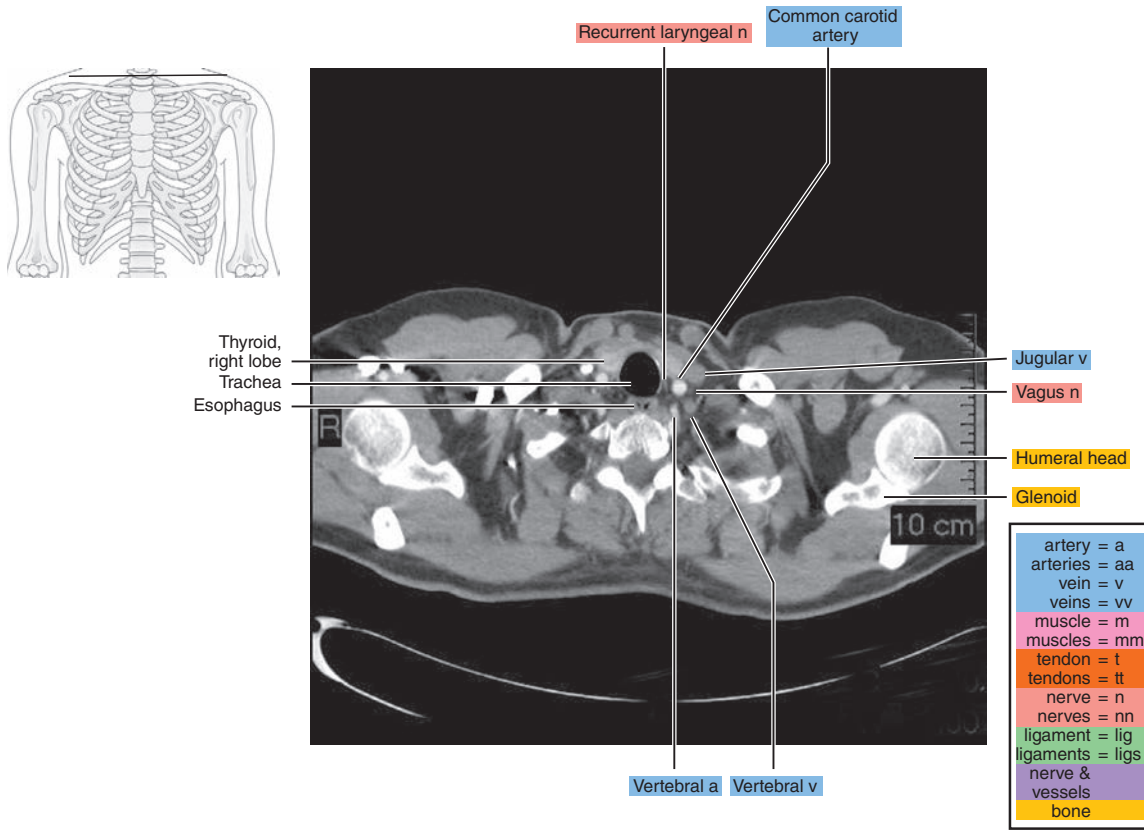 Recurrent laryngeal n
Common carotid
artery
Thyroid,
right lobe
Trachea
Esophagus
Jugular v
Vagus n
Humeral head
Glenoid
R
10 cm
Vertebral a
Vertebral v
artery = a
arteries = aa
vein = v
veins = vv
muscle = m
muscles = mm
tendon = t
tendons = tt
nerve = n
nerves = nn
ligament = lig
ligaments = ligs
nerve &
vessels
bone